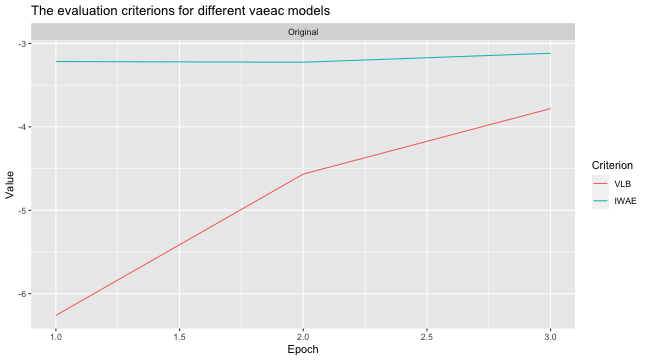 The evaluation criterions for different vaeac models
Original
Value
-3
-4
-5
-6
1.0 1.5 2.0 2.5 3.0
Epoch
Criterion
VLB
IWAE